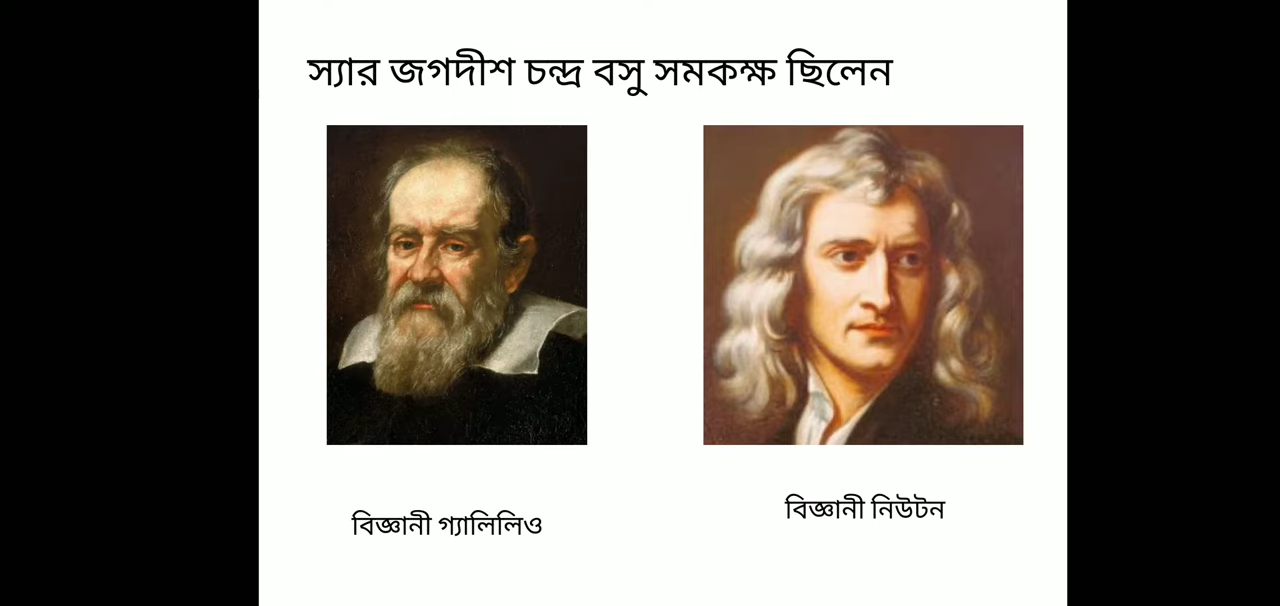 স্যার জগদীশ চন্দ্র বসু সমকক্ষ ছিলেন
বিজ্ঞানী গ্যালিলিও
বিজ্ঞানী নিউটন